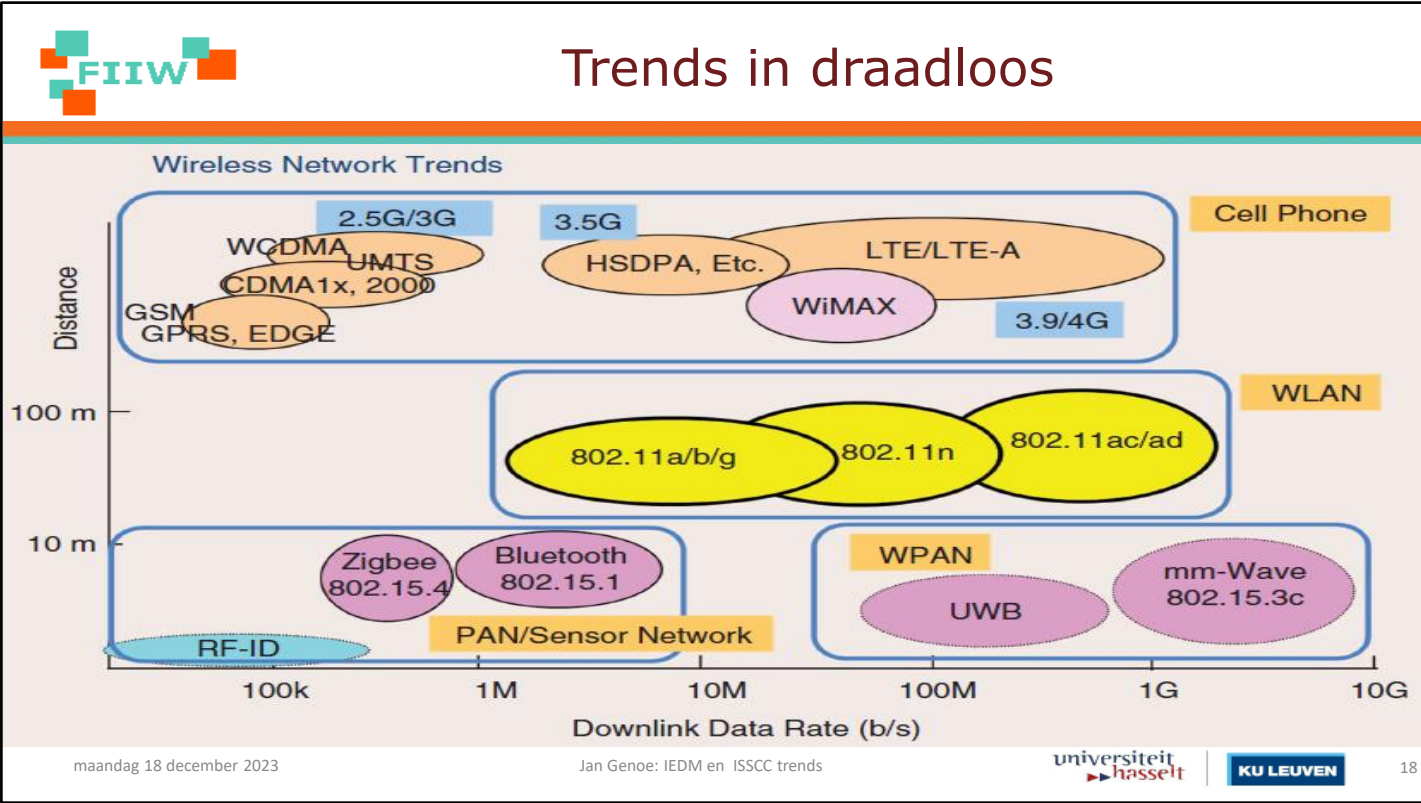 FIIW
Trends in draadloos
Wireless Network Trends
2.5G/3G
3.5G
Cell Phone
WCDMA
UMTS
HSDPA, Etc.
LTE/LTE-A
CDMA1x, 2000
WiMAX
GSM
GPRS, EDGE
3.9/4G
Distance
100 m
WLAN
802.11a/b/g
802.11n
802.11ac/ad
10 m
Zigbee
802.15.4
Bluetooth
802.15.1
WPAN
UWB
mm-Wave
802.15.3c
PAN/Sensor Network
RF-ID
100k
1M
10M
100M
1G
10G
Downlink Data Rate (b/s)
maandag 18 december 2023
Jan Genoe: IEDM en ISSCC trends
universiteit
hasselt
KU LEUVEN
18